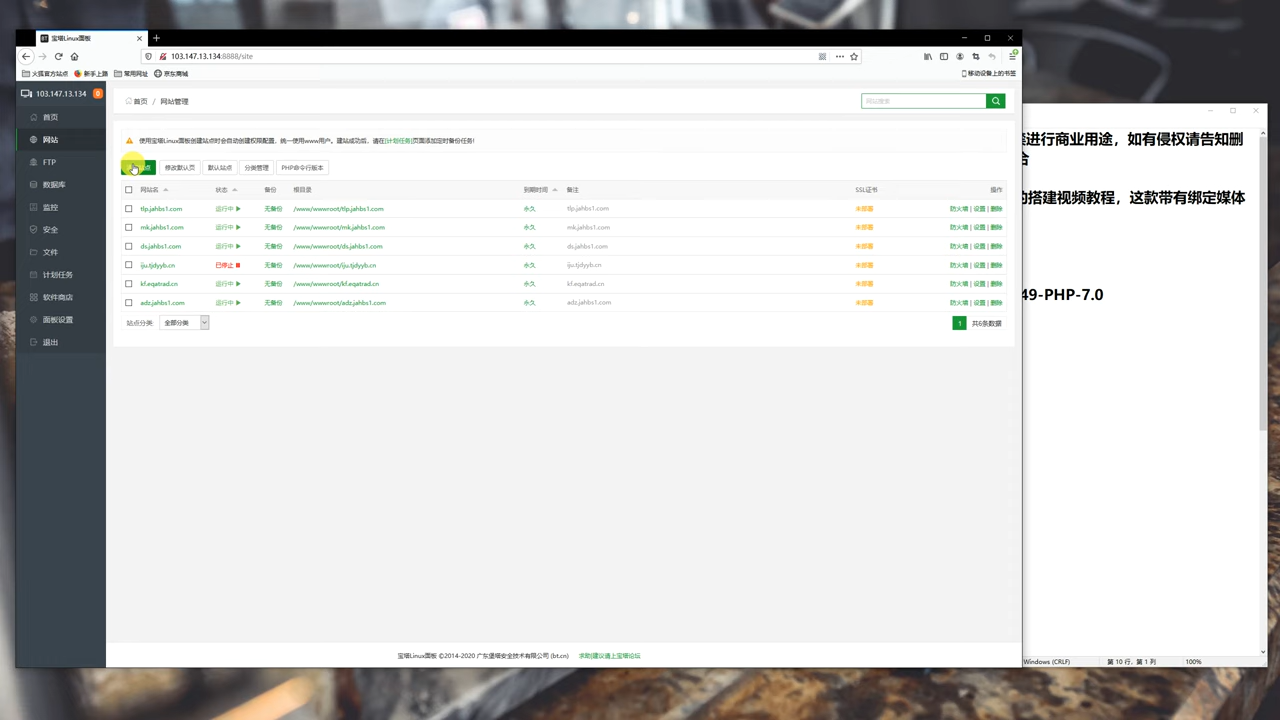 宝塔Linux面板
103.147.13.134:8888/site
火狐官方站点 新手上路 常用网址 京东商城
移动设备上的书签
103.147.13.134 0
首页
网站
FTP
数据库
监控
安全
文件
计划任务
软件商店
面板设置
退出
首页 / 网站管理
网站搜索
使用宝塔Linux面板创建站点时会自动创建权限配置，统一使用www用户。建站成功后，请在[计划任务]页面添加定时备份任务!
点 修改默认页 默认站点 分类管理 PHP命令行版本
网站名 状态 备份 根目录 到期时间 备注 SSL证书 操作
tlp.jahbs1.com 运行中 无备份 /www/wwwroot/tlp.jahbs1.com 永久 tlp.jahbs1.com 未部署 防火墙 | 设置 | 删除
mk.jahbs1.com 运行中 无备份 /www/wwwroot/mk.jahbs1.com 永久 mk.jahbs1.com 未部署 防火墙 | 设置 | 删除
ds.jahbs1.com 运行中 无备份 /www/wwwroot/ds.jahbs1.com 永久 ds.jahbs1.com 未部署 防火墙 | 设置 | 删除
iju.tjdyyb.cn 已停止 无备份 /www/wwwroot/iju.tjdyyb.cn 永久 iju.tjdyyb.cn 未部署 防火墙 | 设置 | 删除
kf.eqatrad.cn 运行中 无备份 /www/wwwroot/kf.eqatrad.cn 永久 kf.eqatrad.cn 未部署 防火墙 | 设置 | 删除
adz.jahbs1.com 运行中 无备份 /www/wwwroot/adz.jahbs1.com 永久 adz.jahbs1.com 未部署 防火墙 | 设置 | 删除
站点分类: 全部分类
1 共6条数据
宝塔Linux面板 ©2014-2020 广东堡塔安全技术有限公司 (bt.cn) 求助|建议请上宝塔论坛
进行商业用途，如有侵权请告知删
的搭建视频教程，这款带有绑定媒体
49-PHP-7.0
Windows (CRLF) 第 10 行，第 1 列 100%